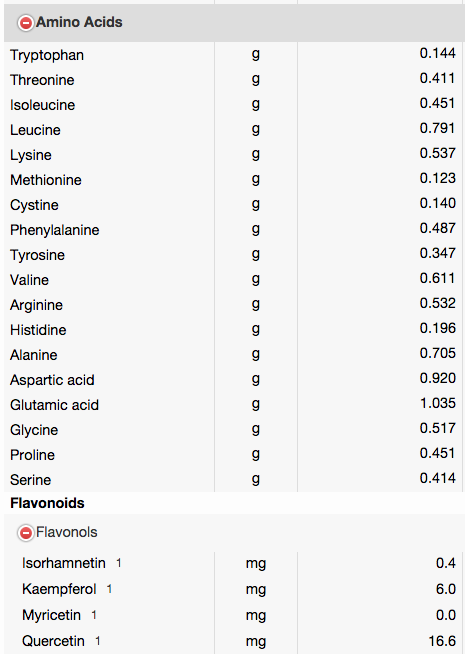 Amino Acids
Tryptophan g 0.144
Threonine g 0.411
Isoleucine g 0.451
Leucine g 0.791
Lysine g 0.537
Methionine g 0.123
Cystine g 0.140
Phenylalanine g 0.487
Tyrosine g 0.347
Valine g 0.611
Arginine g 0.532
Histidine g 0.196
Alanine g 0.705
Aspartic acid g 0.920
Glutamic acid g 1.035
Glycine g 0.517
Proline g 0.451
Serine g 0.414
Flavonoids
Flavonols
Isorhamnetin 1 mg 0.4
Kaempferol 1 mg 6.0
Myricetin 1 mg 0.0
Quercetin 1 mg 16.6